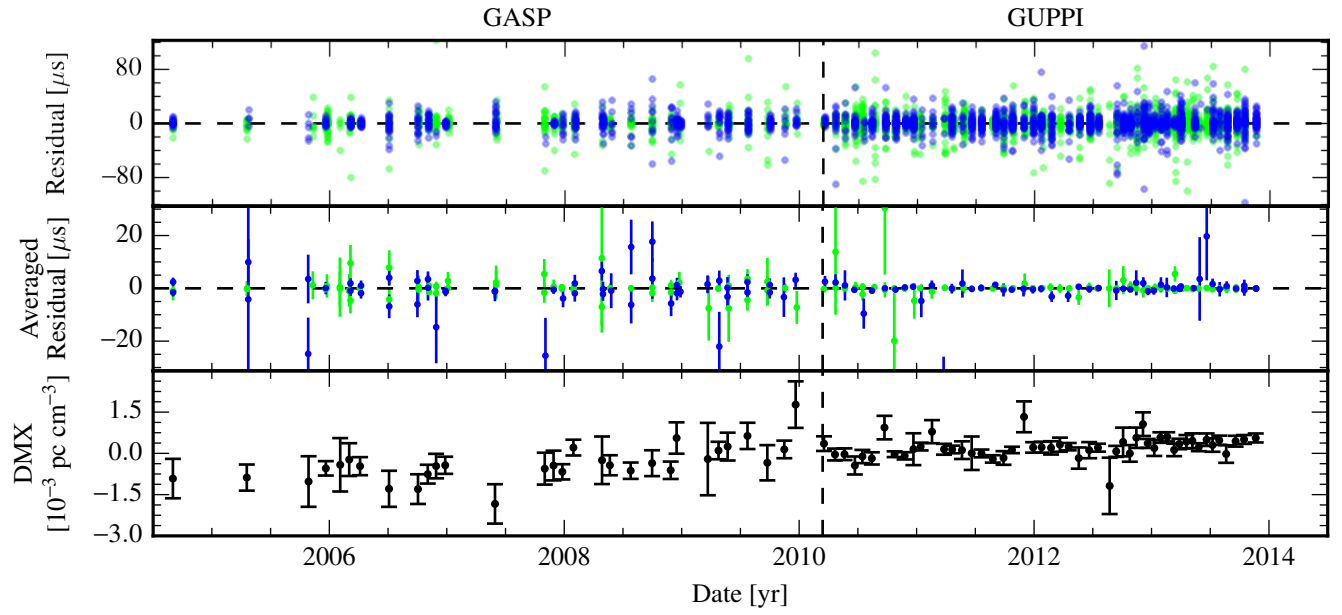 GASP GUPPI
Residual [μs]
80
0
−80
Averaged
Residual [μs]
20
0
−20
DMX
[10⁻³ pc cm⁻³]
1.5
0.0
−1.5
−3.0
2006 2008 2010 2012 2014
Date [yr]